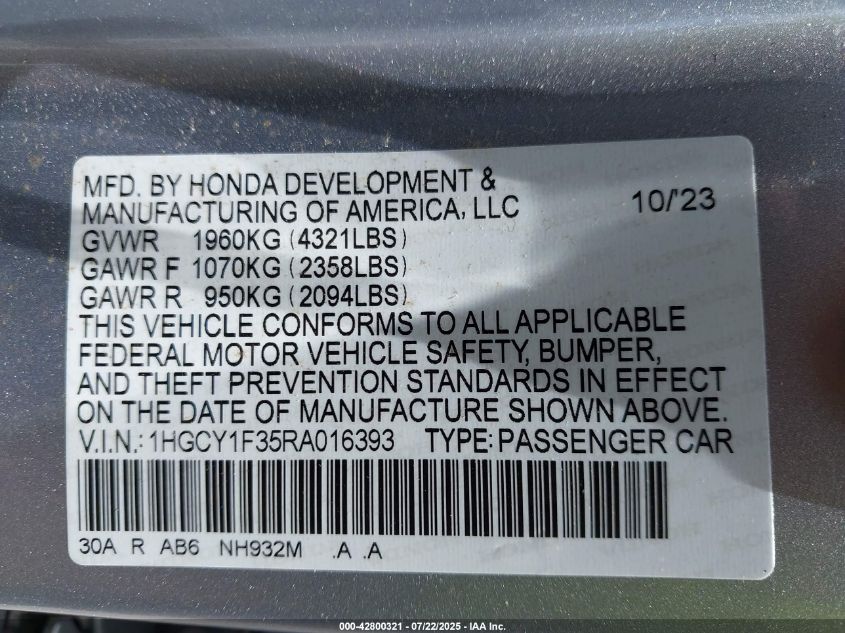 MFD. BY HONDA DEVELOPMENT &
MANUFACTURING OF AMERICA, LLC 10/'23
GVWR 1960KG (4321LBS)
GAWR F 1070KG (2358LBS)
GAWR R 950KG (2094LBS)
THIS VEHICLE CONFORMS TO ALL APPLICABLE
FEDERAL MOTOR VEHICLE SAFETY, BUMPER,
AND THEFT PREVENTION STANDARDS IN EFFECT
ON THE DATE OF MANUFACTURE SHOWN ABOVE.
V.I.N.: 1HGCY1F35RA016393 TYPE: PASSENGER CAR
30A R AB6 NH932M .A .A
000-42800321 | 07/22/2025 | IAA Inc.